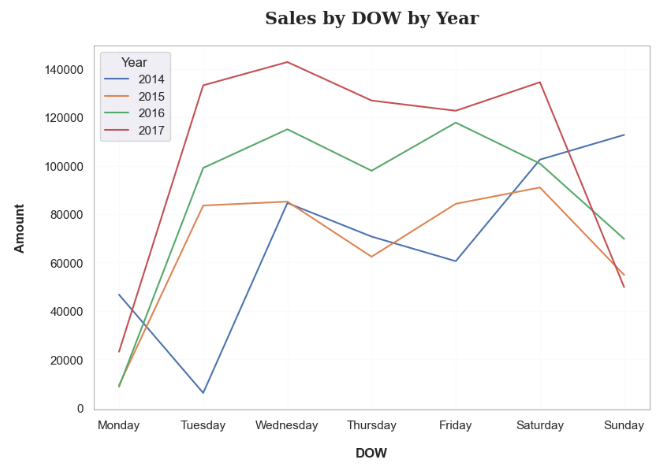 Sales by DOW by Year
Year
2014
2015
2016
2017
140000
120000
100000
80000
60000
40000
20000
0
Amount
Monday Tuesday Wednesday Thursday Friday Saturday Sunday
DOW